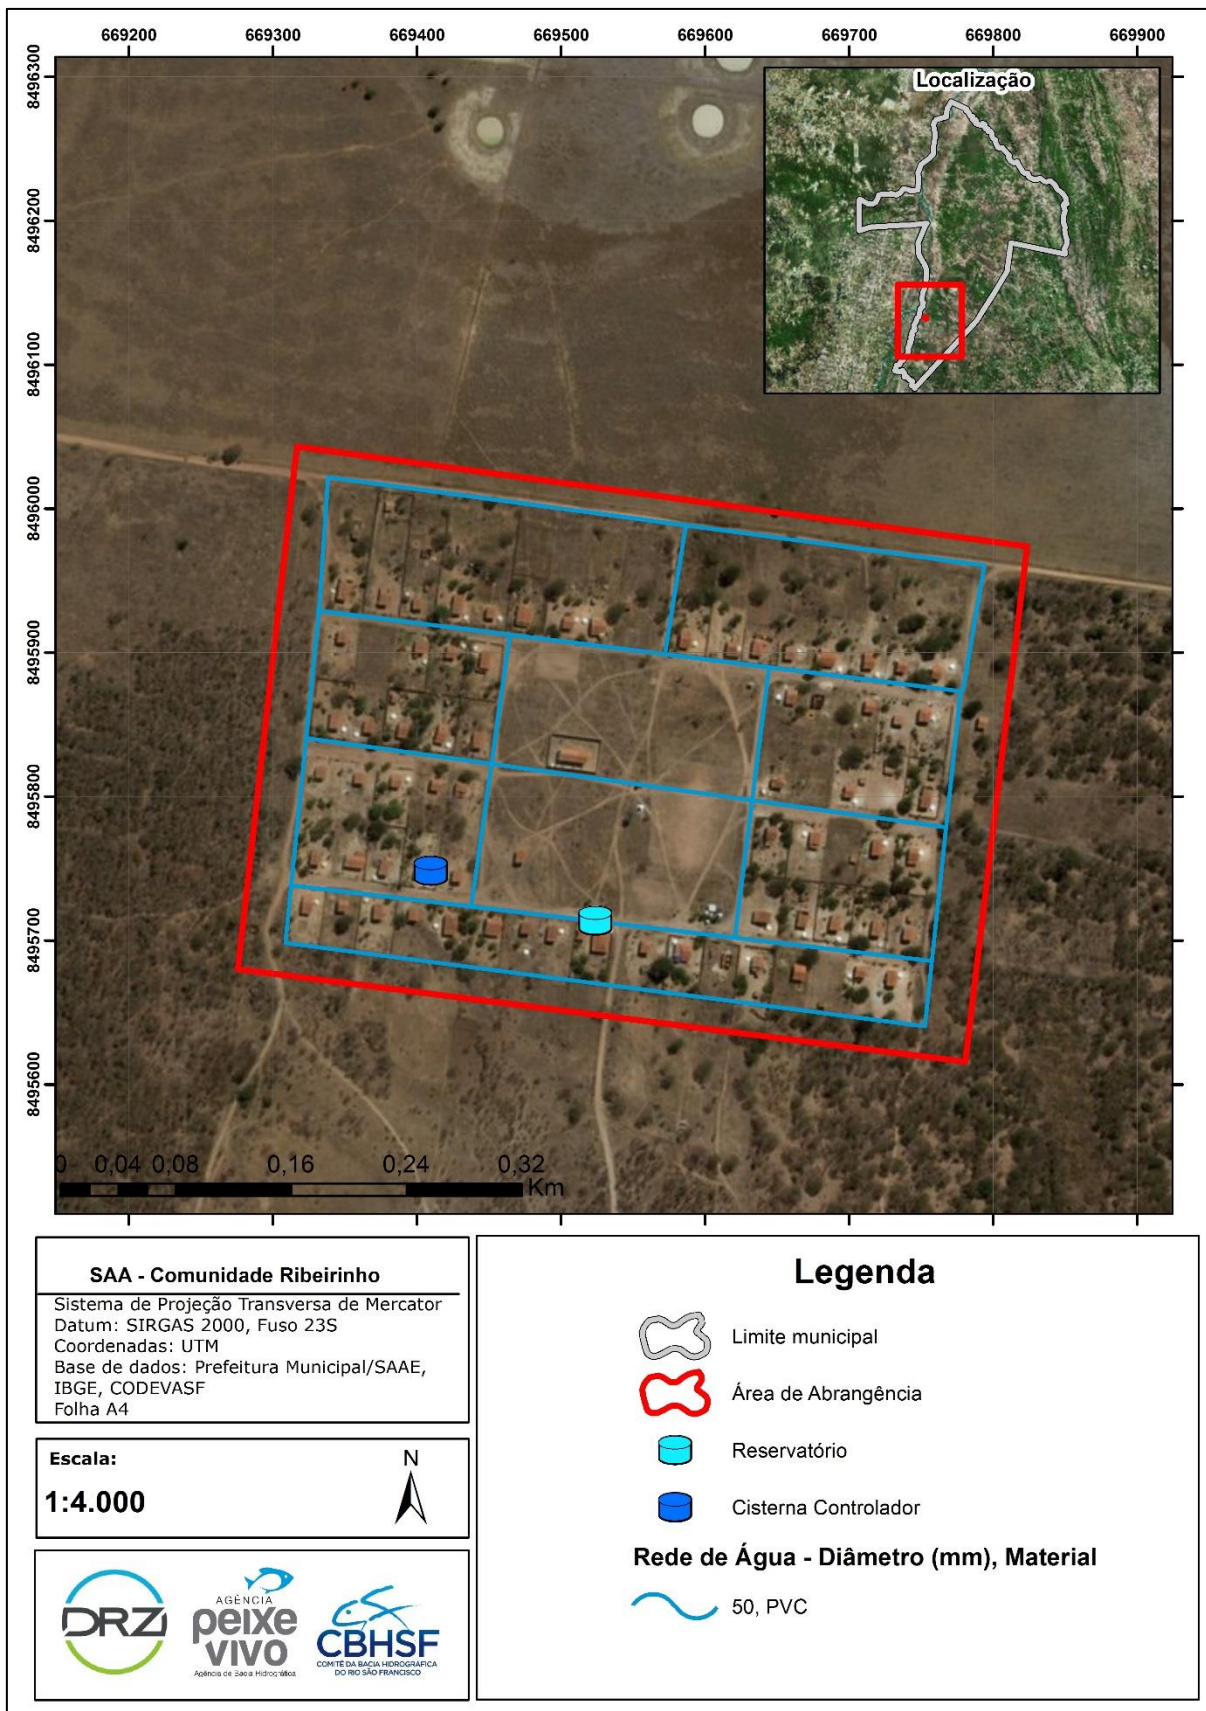 669200 669300 669400 669500 669600 669700 669800 669900
8496300
8496200
8496100
8496000
8495900
8495800
8495700
8495600
Localização
0 0,04 0,08 0,16 0,24 0,32
Km
SAA - Comunidade Ribeirinho
Sistema de Projeção Transversa de Mercator
Datum: SIRGAS 2000, Fuso 23S
Coordenadas: UTM
Base de dados: Prefeitura Municipal/SAAE,
IBGE, CODEVASF
Folha A4
Escala:
1:4.000
N
DRZ
AGÊNCIA
peixe
vivo
Agência de Bacia Hidrográfica
CBHSF
COMITÊ DA BACIA HIDROGRÁFICA
DO RIO SÃO FRANCISCO
Legenda
Limite municipal
Área de Abrangência
Reservatório
Cisterna Controlador
Rede de Água - Diâmetro (mm), Material
50, PVC